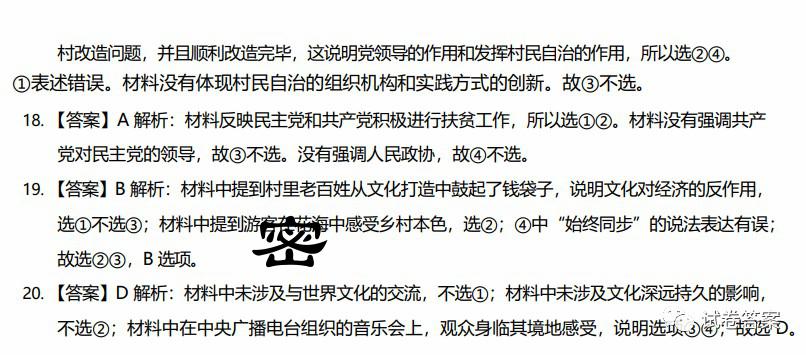 村改造问题，并且顺利改造完毕，这说明党领导的作用和发挥村民自治的作用，所以选②④。
①表述错误。材料没有体现村民自治的组织机构和实践方式的创新。故③不选。
18. 【答案】A 解析：材料反映民主党和共产党积极进行扶贫工作，所以选①②。材料没有强调共产
党对民主党的领导，故③不选。没有强调人民政协，故④不选。
19. 【答案】B 解析：材料中提到村里老百姓从文化打造中鼓起了钱袋子，说明文化对经济的反作用，
选①不选③；材料中提到游客在花海中感受乡村本色，选②；④中“始终同步”的说法表达有误；
密
故选②③，B 选项。
20. 【答案】D 解析：材料中未涉及与世界文化的交流，不选①；材料中未涉及文化深远持久的影响，
不选②；材料中在中央广播电台组织的音乐会上，观众身临其境地感受，说明选项③④，故选 D。
试卷答案